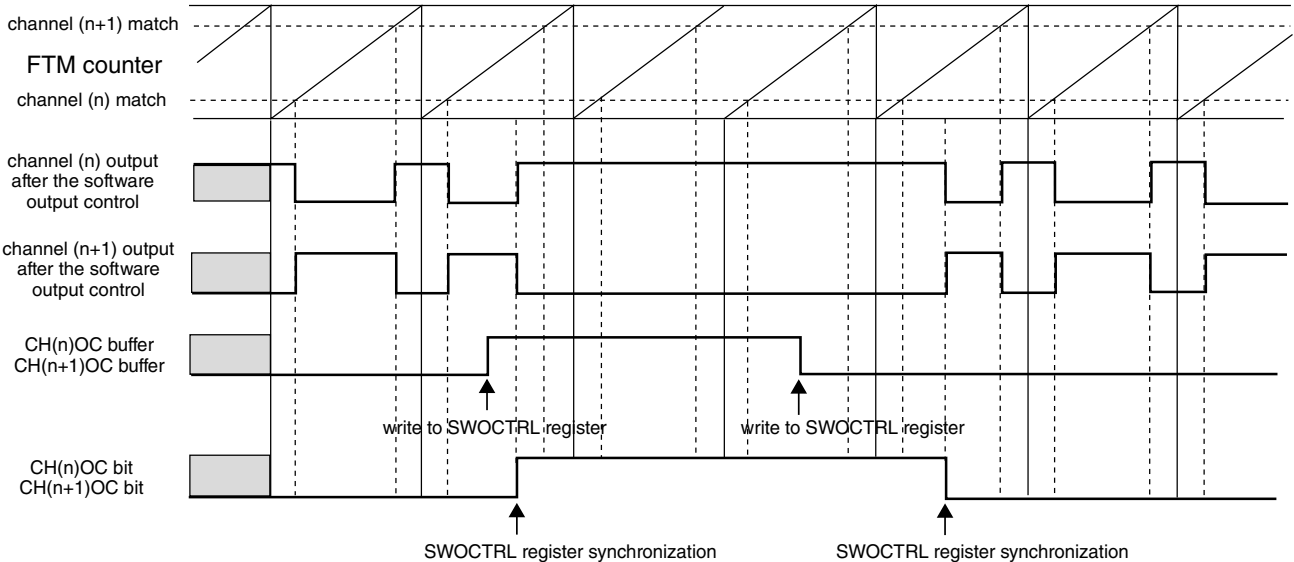 channel (n+1) match
FTM counter
channel (n) match
channel (n) output
after the software
output control
channel (n+1) output
after the software
output control
CH(n)OC buffer
CH(n+1)OC buffer
write to SWOCTRL register
write to SWOCTRL register
CH(n)OC bit
CH(n+1)OC bit
SWOCTRL register synchronization
SWOCTRL register synchronization